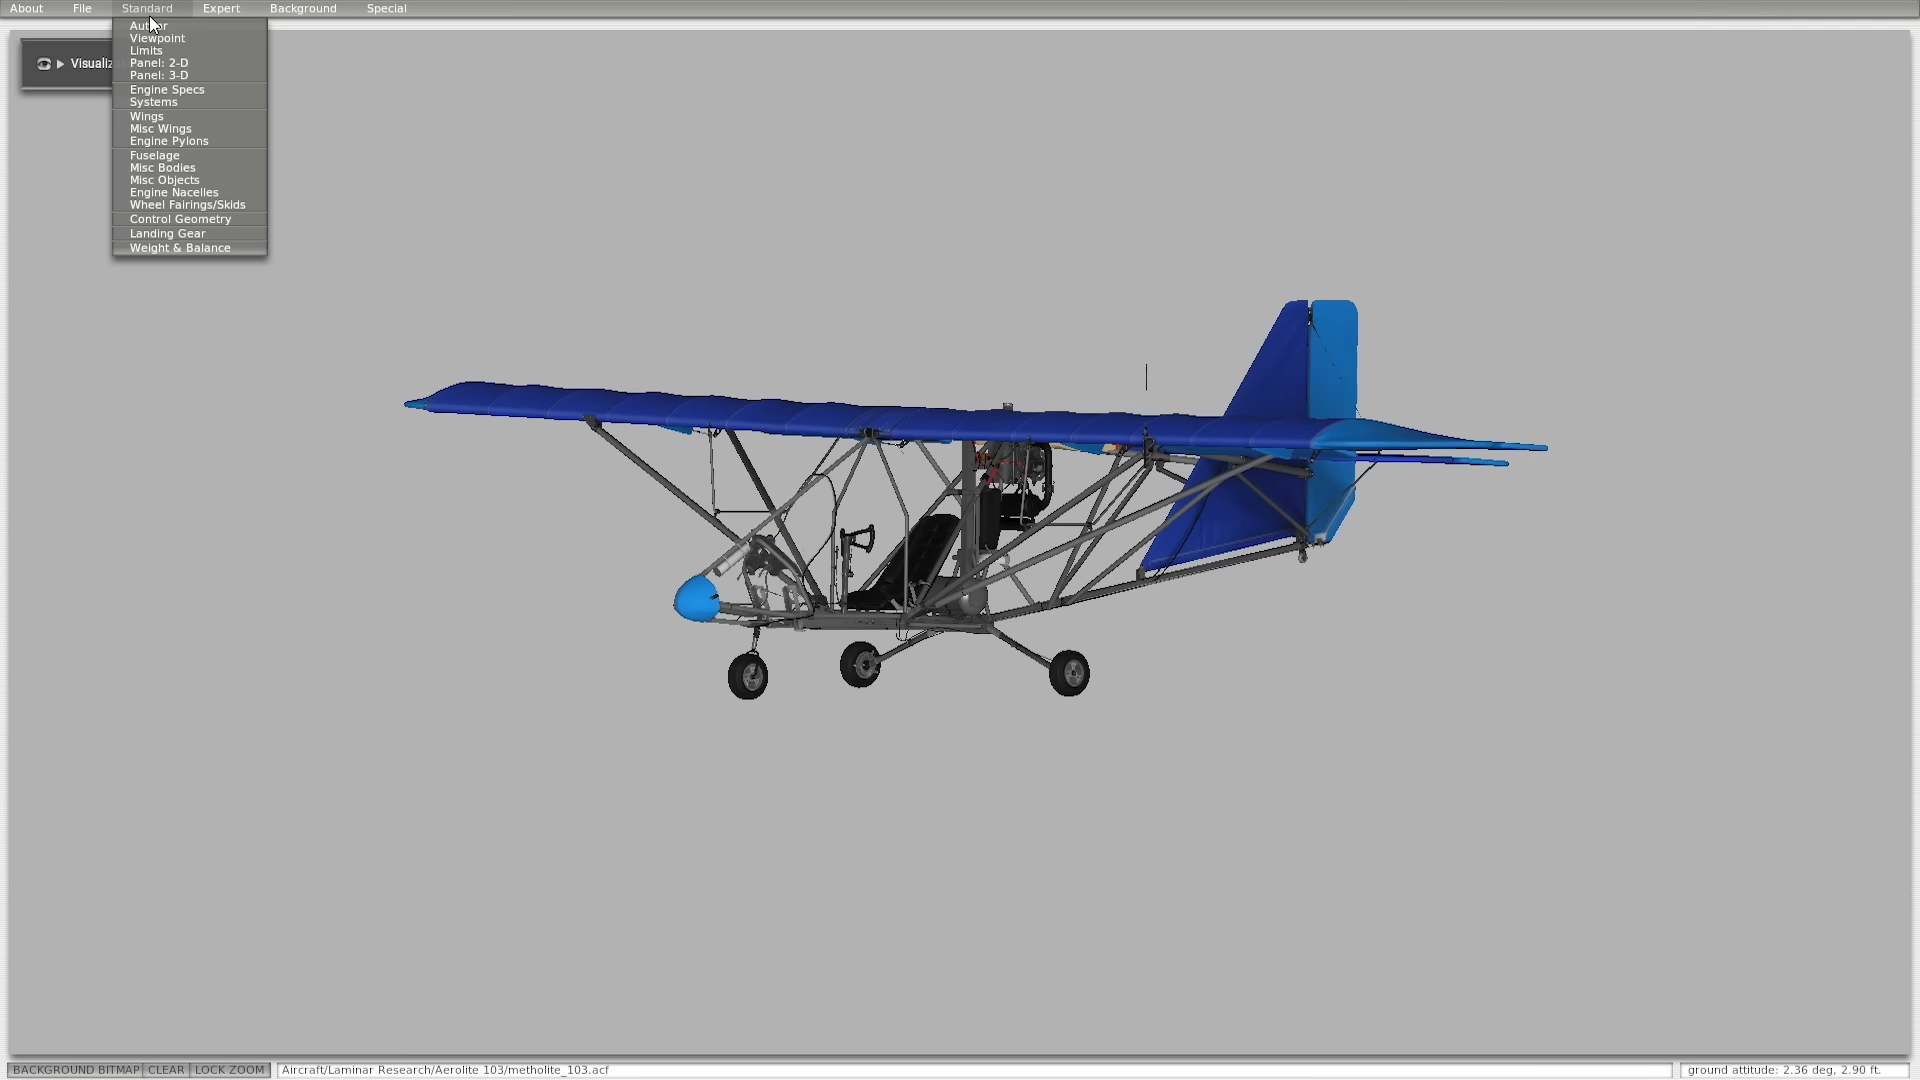 About File Standard Expert Background Special
Author
Viewpoint
Limits
Panel: 2-D
Panel: 3-D
Engine Specs
Systems
Wings
Misc Wings
Engine Pylons
Fuselage
Misc Bodies
Misc Objects
Engine Nacelles
Wheel Fairings/Skids
Control Geometry
Landing Gear
Weight & Balance
Visualiz
BACKGROUND BITMAP CLEAR LOCK ZOOM Aircraft/Laminar Research/Aerolite 103/metholite_103.acf ground attitude: 2.36 deg, 2.90 ft.